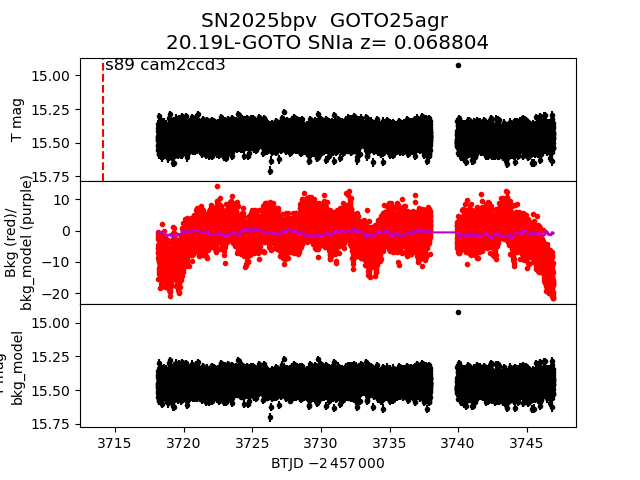 SN2025bpv GOTO25agr
20.19L-GOTO SNIa z= 0.068804
s89 cam2ccd3
T mag
15.00
15.25
15.50
15.75
Bkg (red)/
bkg_model (purple)
10
0
−10
−20
mag
bkg_model
15.00
15.25
15.50
15.75
3715 3720 3725 3730 3735 3740 3745
BTJD −2 457 000